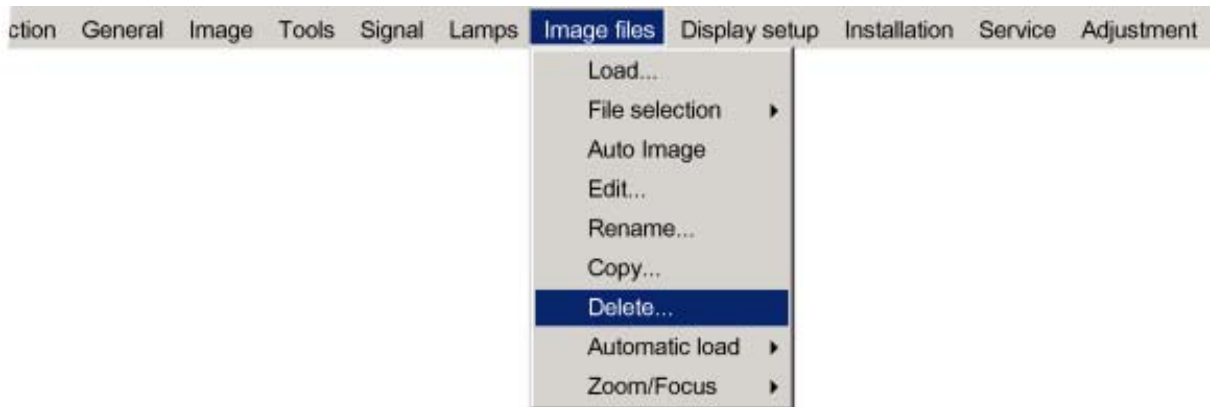 ction General Image Tools Signal Lamps Image files Display setup Installation Service Adjustment
Load...
File selection
Auto Image
Edit...
Rename...
Copy...
Delete...
Automatic load
Zoom/Focus